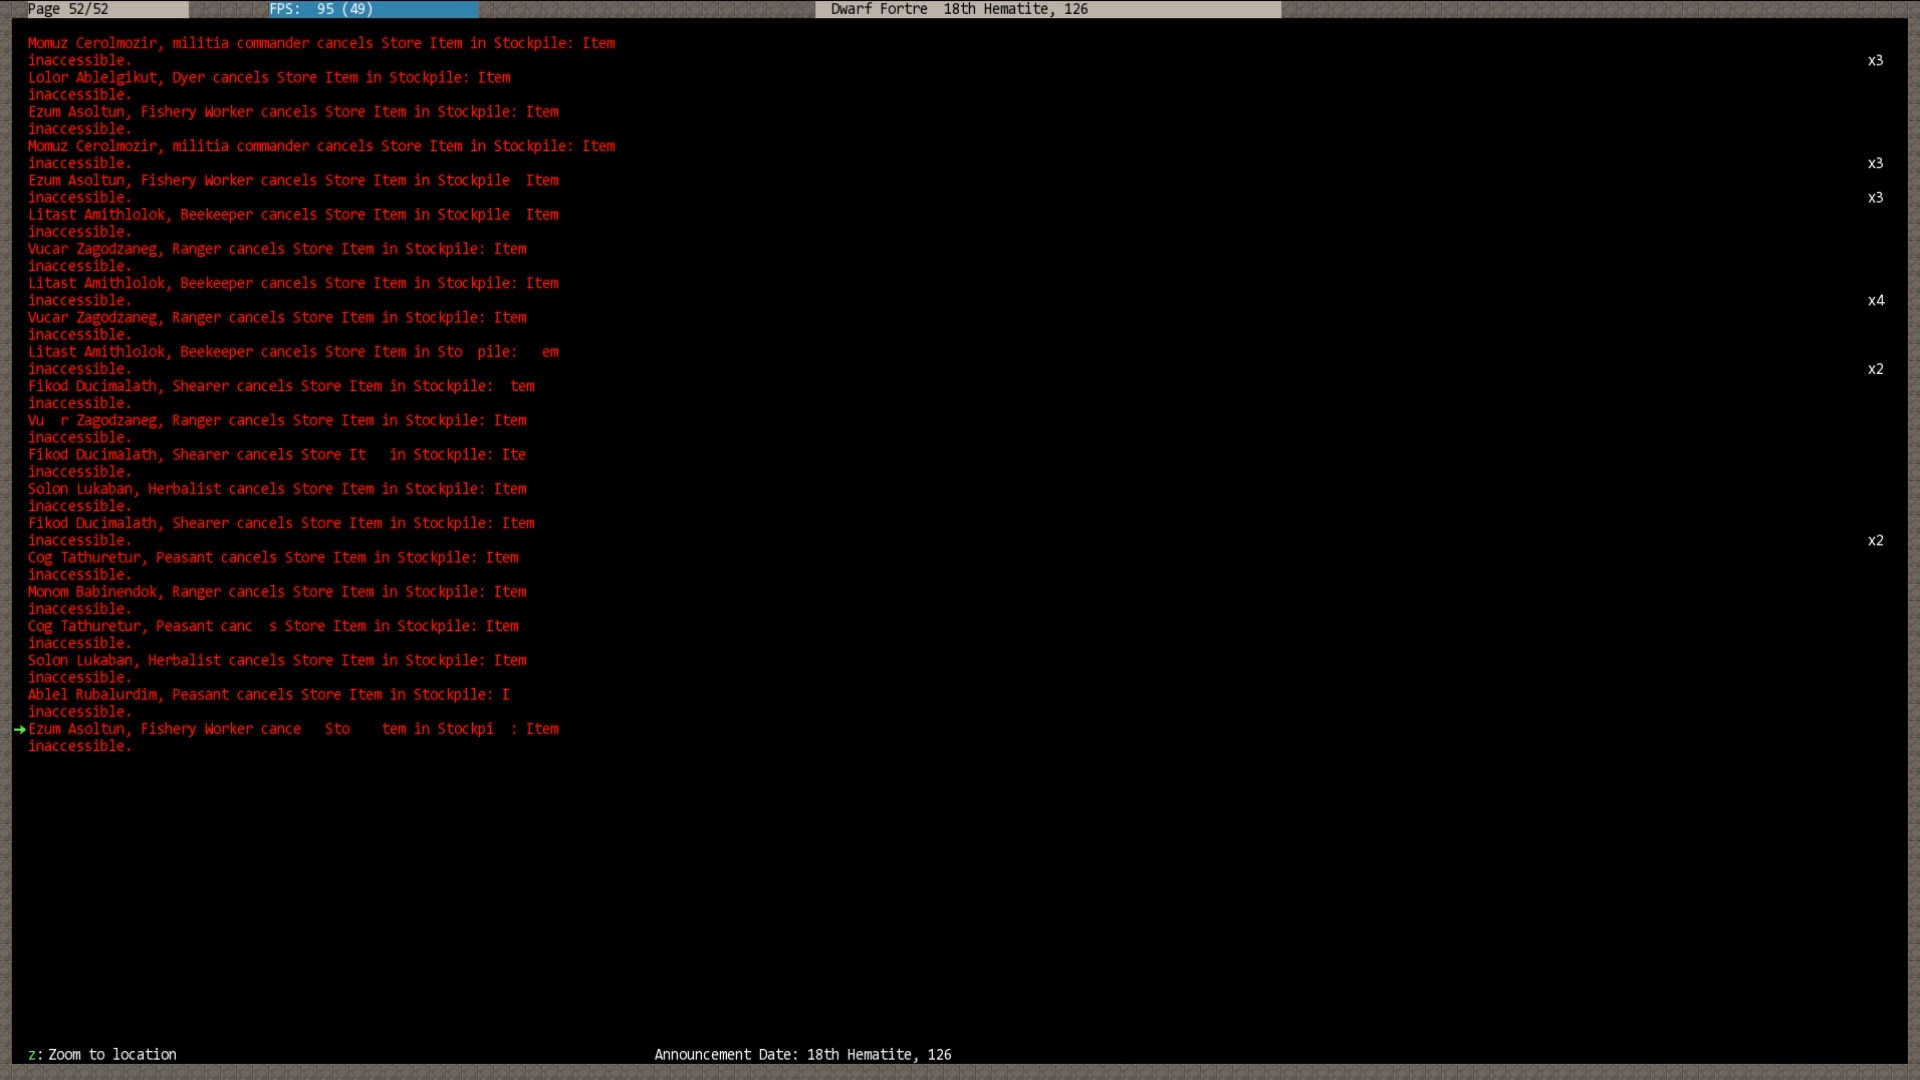 Page 52/52 FPS: 95 (49) Dwarf Fortre 18th Hematite, 126
Momuz Cerolmozir, militia commander cancels Store Item in Stockpile: Item
inaccessible. x3
Lolor Ablelgikut, Dyer cancels Store Item in Stockpile: Item
inaccessible.
Ezum Asoltun, Fishery Worker cancels Store Item in Stockpile: Item
inaccessible.
Momuz Cerolmozir, militia commander cancels Store Item in Stockpile: Item
inaccessible. x3
Ezum Asoltun, Fishery Worker cancels Store Item in Stockpile Item
inaccessible. x3
Litast Amithlolok, Beekeeper cancels Store Item in Stockpile Item
inaccessible.
Vucar Zagodzaneg, Ranger cancels Store Item in Stockpile: Item
inaccessible.
Litast Amithlolok, Beekeeper cancels Store Item in Stockpile: Item
inaccessible. x4
Vucar Zagodzaneg, Ranger cancels Store Item in Stockpile: Item
inaccessible.
Litast Amithlolok, Beekeeper cancels Store Item in Sto pile: em
inaccessible. x2
Fikod Ducimalath, Shearer cancels Store Item in Stockpile: tem
inaccessible.
Vu r Zagodzaneg, Ranger cancels Store Item in Stockpile: Item
inaccessible.
Fikod Ducimalath, Shearer cancels Store It in Stockpile: Ite
inaccessible.
Solon Lukaban, Herbalist cancels Store Item in Stockpile: Item
inaccessible.
Fikod Ducimalath, Shearer cancels Store Item in Stockpile: Item
inaccessible. x2
Cog Tathuretur, Peasant cancels Store Item in Stockpile: Item
inaccessible.
Monom Babinendok, Ranger cancels Store Item in Stockpile: Item
inaccessible.
Cog Tathuretur, Peasant canc s Store Item in Stockpile: Item
inaccessible.
Solon Lukaban, Herbalist cancels Store Item in Stockpile: Item
inaccessible.
Ablel Rubalurdim, Peasant cancels Store Item in Stockpile: I
inaccessible.
Ezum Asoltun, Fishery Worker cance Sto tem in Stockpi : Item
inaccessible.
z: Zoom to location Announcement Date: 18th Hematite, 126